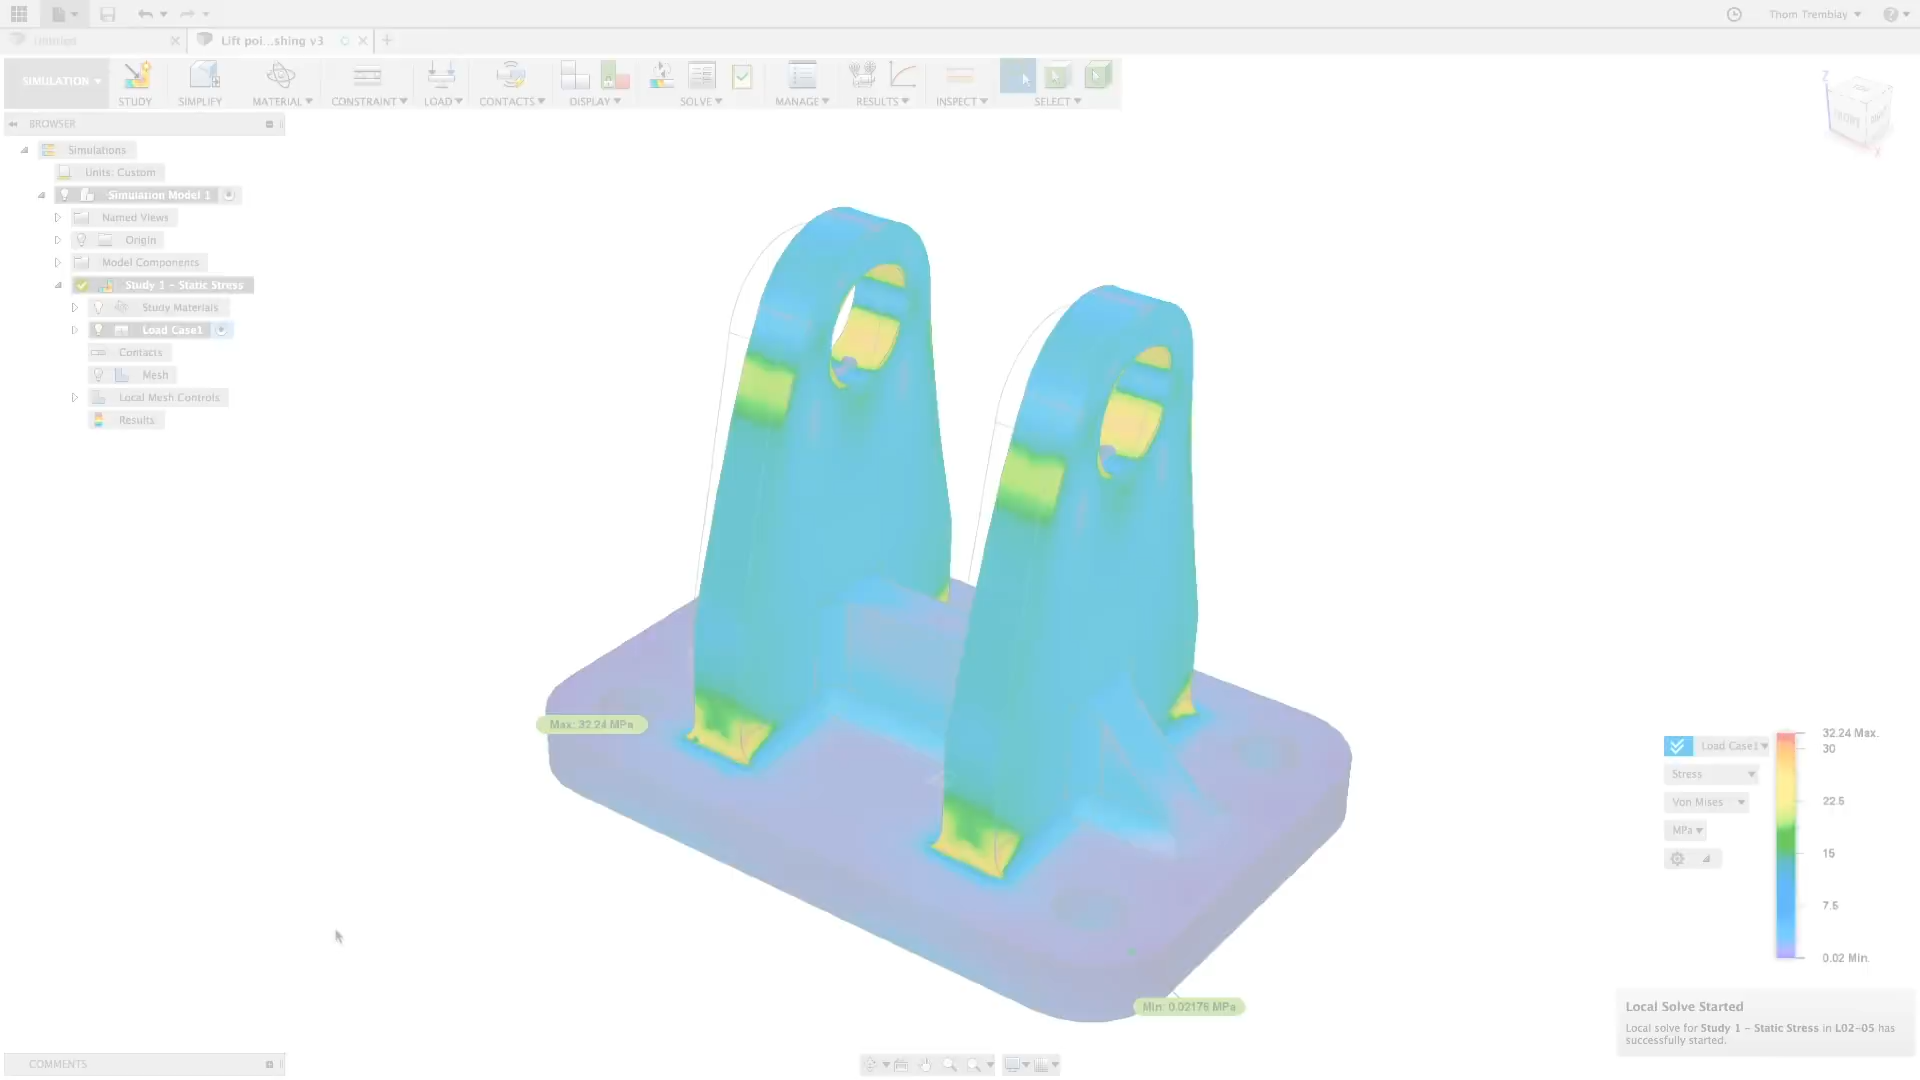 Thom Tremblay
Untitled
Lift poi...shing v3
SIMULATION
STUDY
SIMPLIFY
MATERIAL
CONSTRAINT
LOAD
CONTACTS
DISPLAY
SOLVE
MANAGE
RESULTS
INSPECT
SELECT
BROWSER
Simulations
Units: Custom
Simulation Model 1
Named Views
Origin
Model Components
Study 1 - Static Stress
Study Materials
Load Case1
Contacts
Mesh
Local Mesh Controls
Results
Z
FRONT
RIGHT
X
Max: 32.24 MPa
Min: 0.02176 MPa
Load Case1
Stress
Von Mises
MPa
32.24 Max.
30
22.5
15
7.5
0.02 Min.
Local Solve Started
Local solve for Study 1 - Static Stress in L02-05 has
successfully started.
COMMENTS